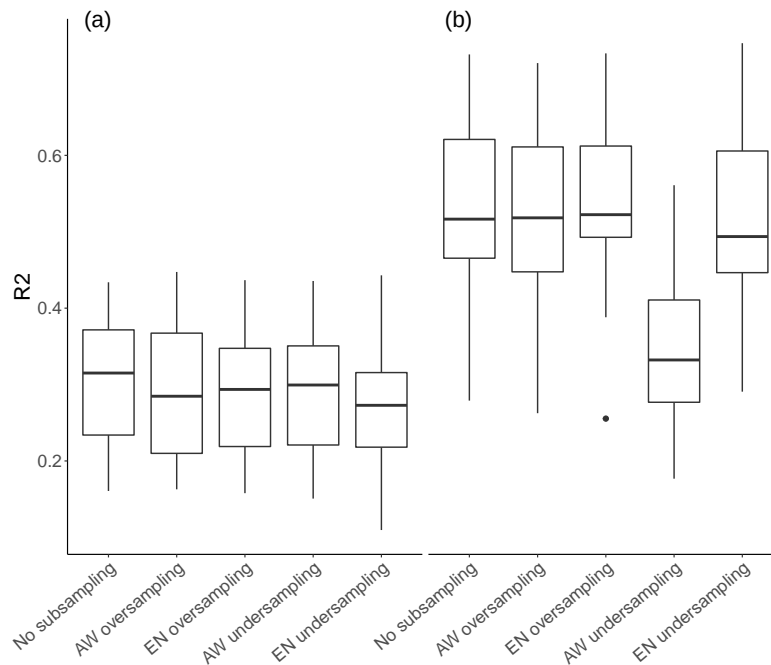 (a)
(b)
R2
0.6
0.4
0.2
No subsampling
AW oversampling
EN oversampling
AW undersampling
EN undersampling
No subsampling
AW oversampling
EN oversampling
AW undersampling
EN undersampling